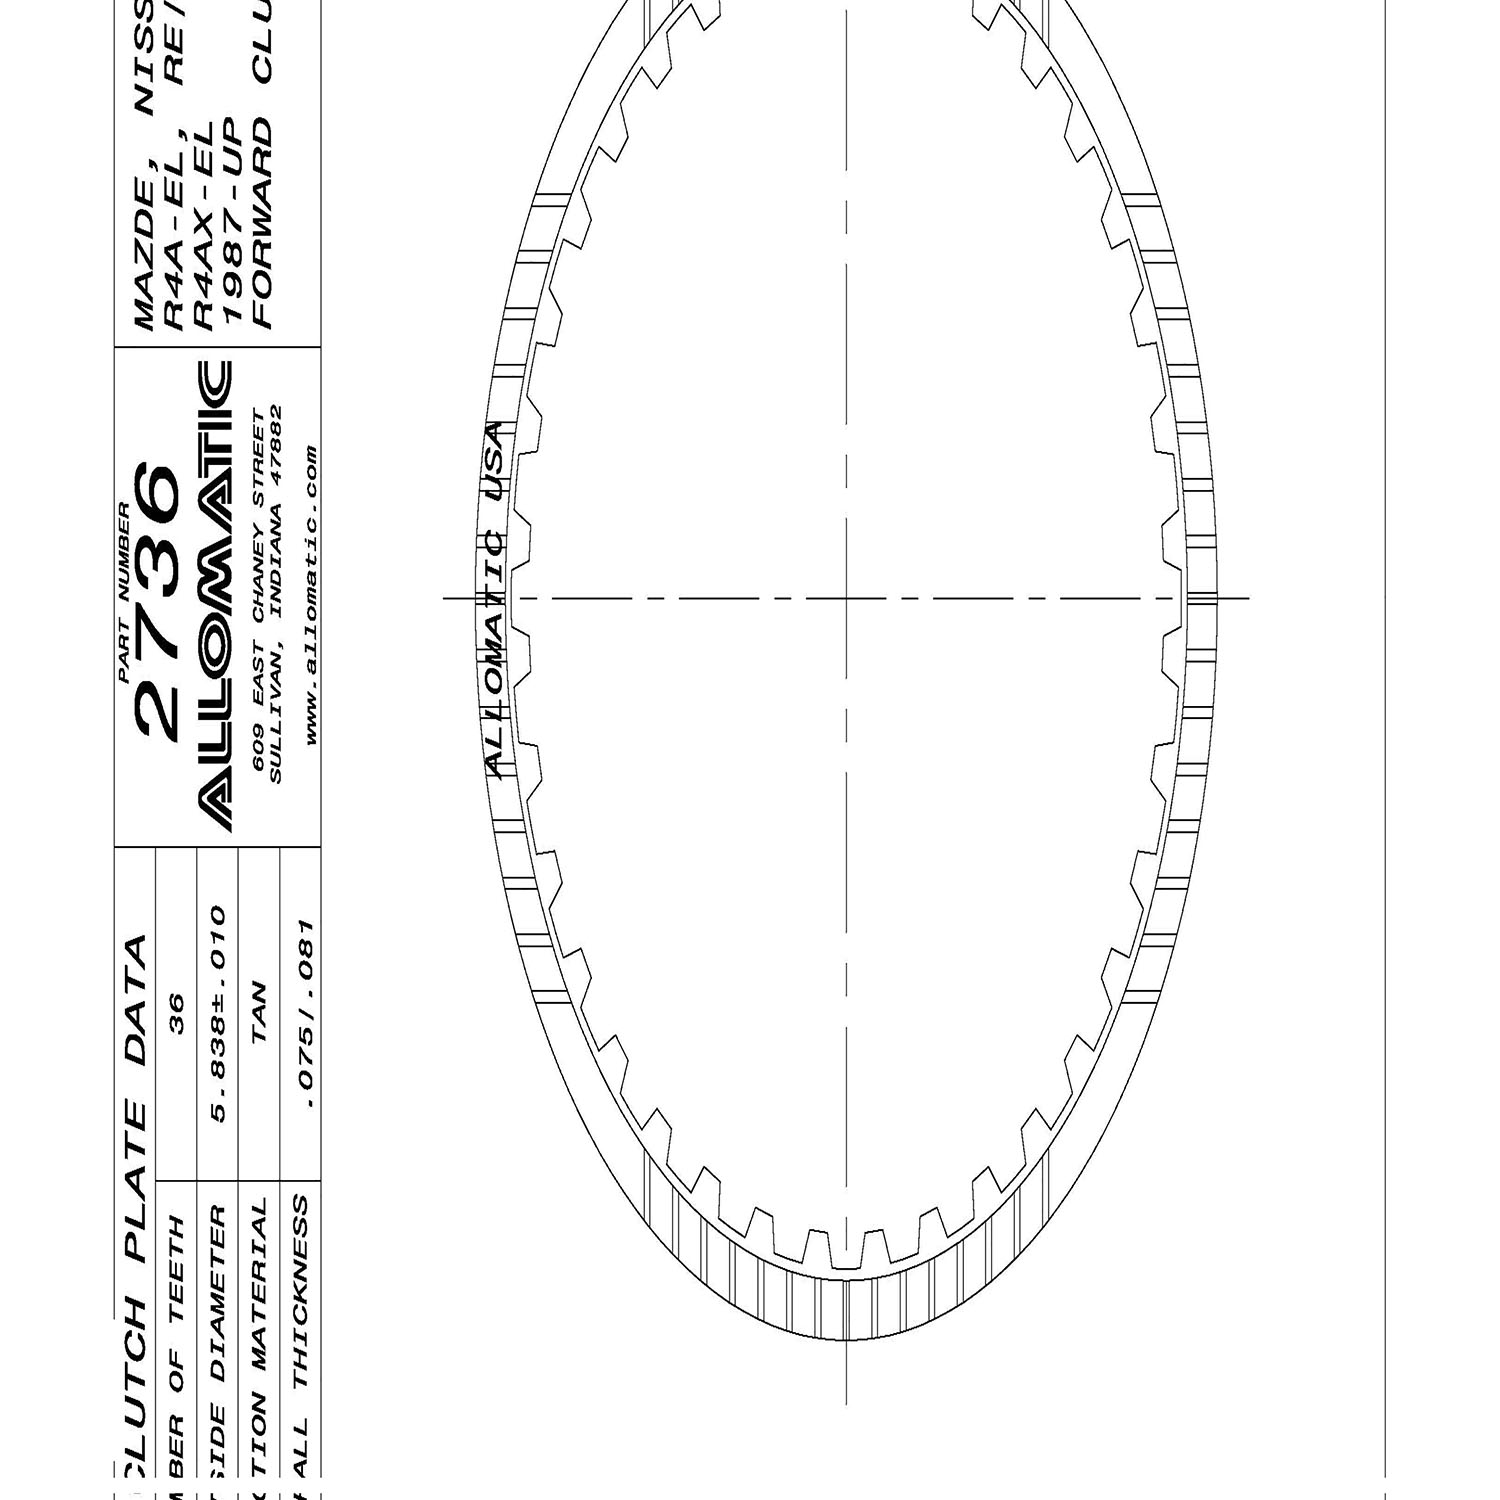 MAZDE, NISS
R4A-EL, RE/
R4AX-EL
1987-UP
FORWARD CLU
PART NUMBER
2736
ALLOMATIC
609 EAST CHANEY STREET
SULLIVAN, INDIANA 47882
www.allomatic.com
CLUTCH PLATE DATA
MBER OF TEETH 36
SIDE DIAMETER 5.838±.010
TION MATERIAL TAN
ALL THICKNESS .075/.081
ALLOMATIC USA